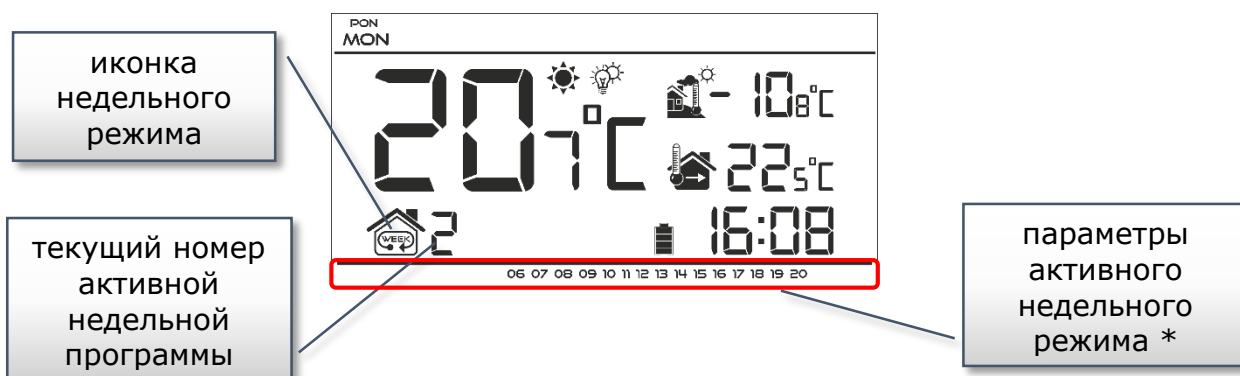 PON
MON
иконка
недельного
режима
20 7°C
- 10 8°C
22 5°C
WEEK
2
16:08
06 07 08 09 10 11 12 13 14 15 16 17 18 19 20
текущий номер
активной
недельной
программы
параметры
активного
недельного
режима *